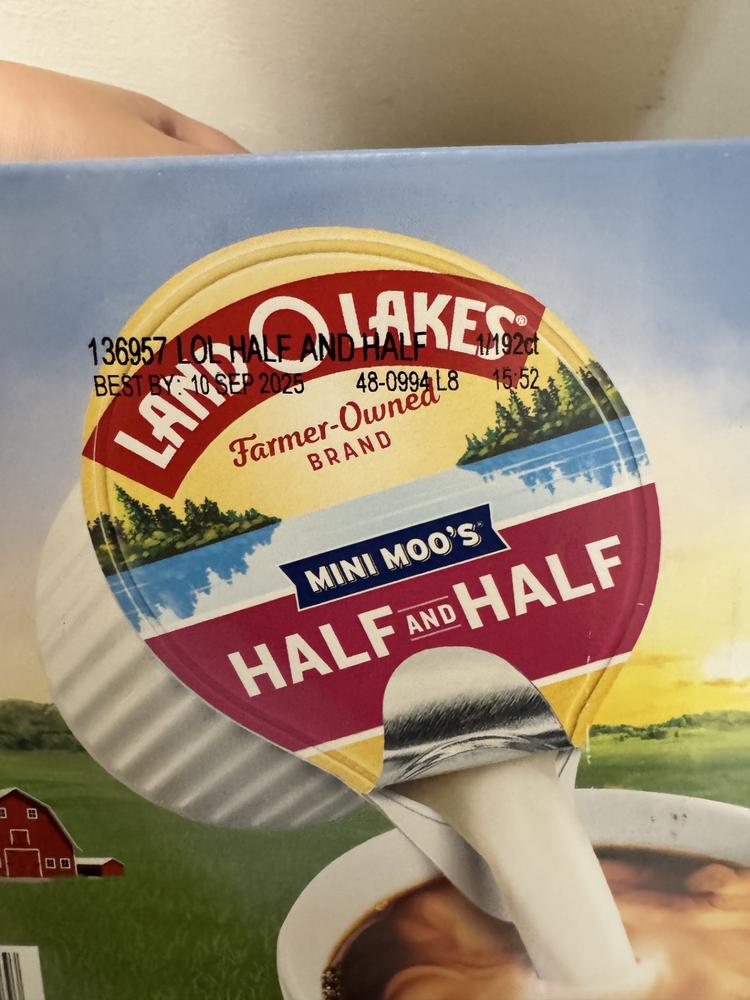 LAND O LAKES®
136957 LOL HALF AND HALF 1/192ct
BEST BY: 10 SEP 2025 48-0994 L8 15:52
Farmer-Owned
BRAND
MINI MOO'S
HALF AND HALF